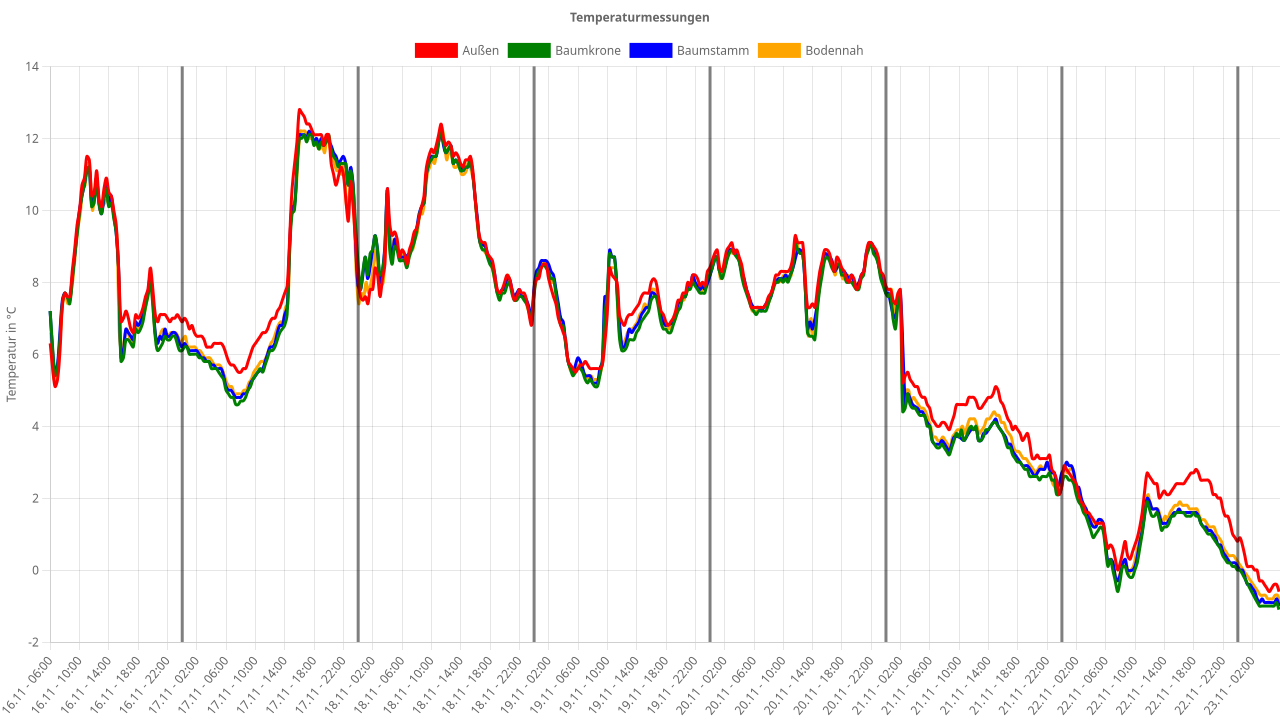 Temperaturmessungen
Außen Baumkrone Baumstamm Bodennah
Temperatur in °C
14
12
10
8
6
4
2
0
-2
16.11 - 06:00
16.11 - 10:00
16.11 - 14:00
16.11 - 18:00
16.11 - 22:00
17.11 - 02:00
17.11 - 06:00
17.11 - 10:00
17.11 - 14:00
17.11 - 18:00
17.11 - 22:00
18.11 - 02:00
18.11 - 06:00
18.11 - 10:00
18.11 - 14:00
18.11 - 18:00
18.11 - 22:00
19.11 - 02:00
19.11 - 06:00
19.11 - 10:00
19.11 - 14:00
19.11 - 18:00
19.11 - 22:00
20.11 - 02:00
20.11 - 06:00
20.11 - 10:00
20.11 - 14:00
20.11 - 18:00
20.11 - 22:00
21.11 - 02:00
21.11 - 06:00
21.11 - 10:00
21.11 - 14:00
21.11 - 18:00
21.11 - 22:00
22.11 - 02:00
22.11 - 06:00
22.11 - 10:00
22.11 - 14:00
22.11 - 18:00
22.11 - 22:00
23.11 - 02:00